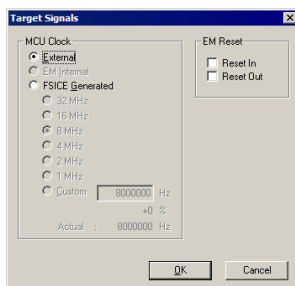 Target Signals
MCU Clock
External
EM Internal
FSICE Generated
32 MHz
16 MHz
8 MHz
4 MHz
2 MHz
1 MHz
Custom 8000000 Hz
+0 %
Actual : 8000000 Hz
EM Reset
Reset In
Reset Out
OK Cancel